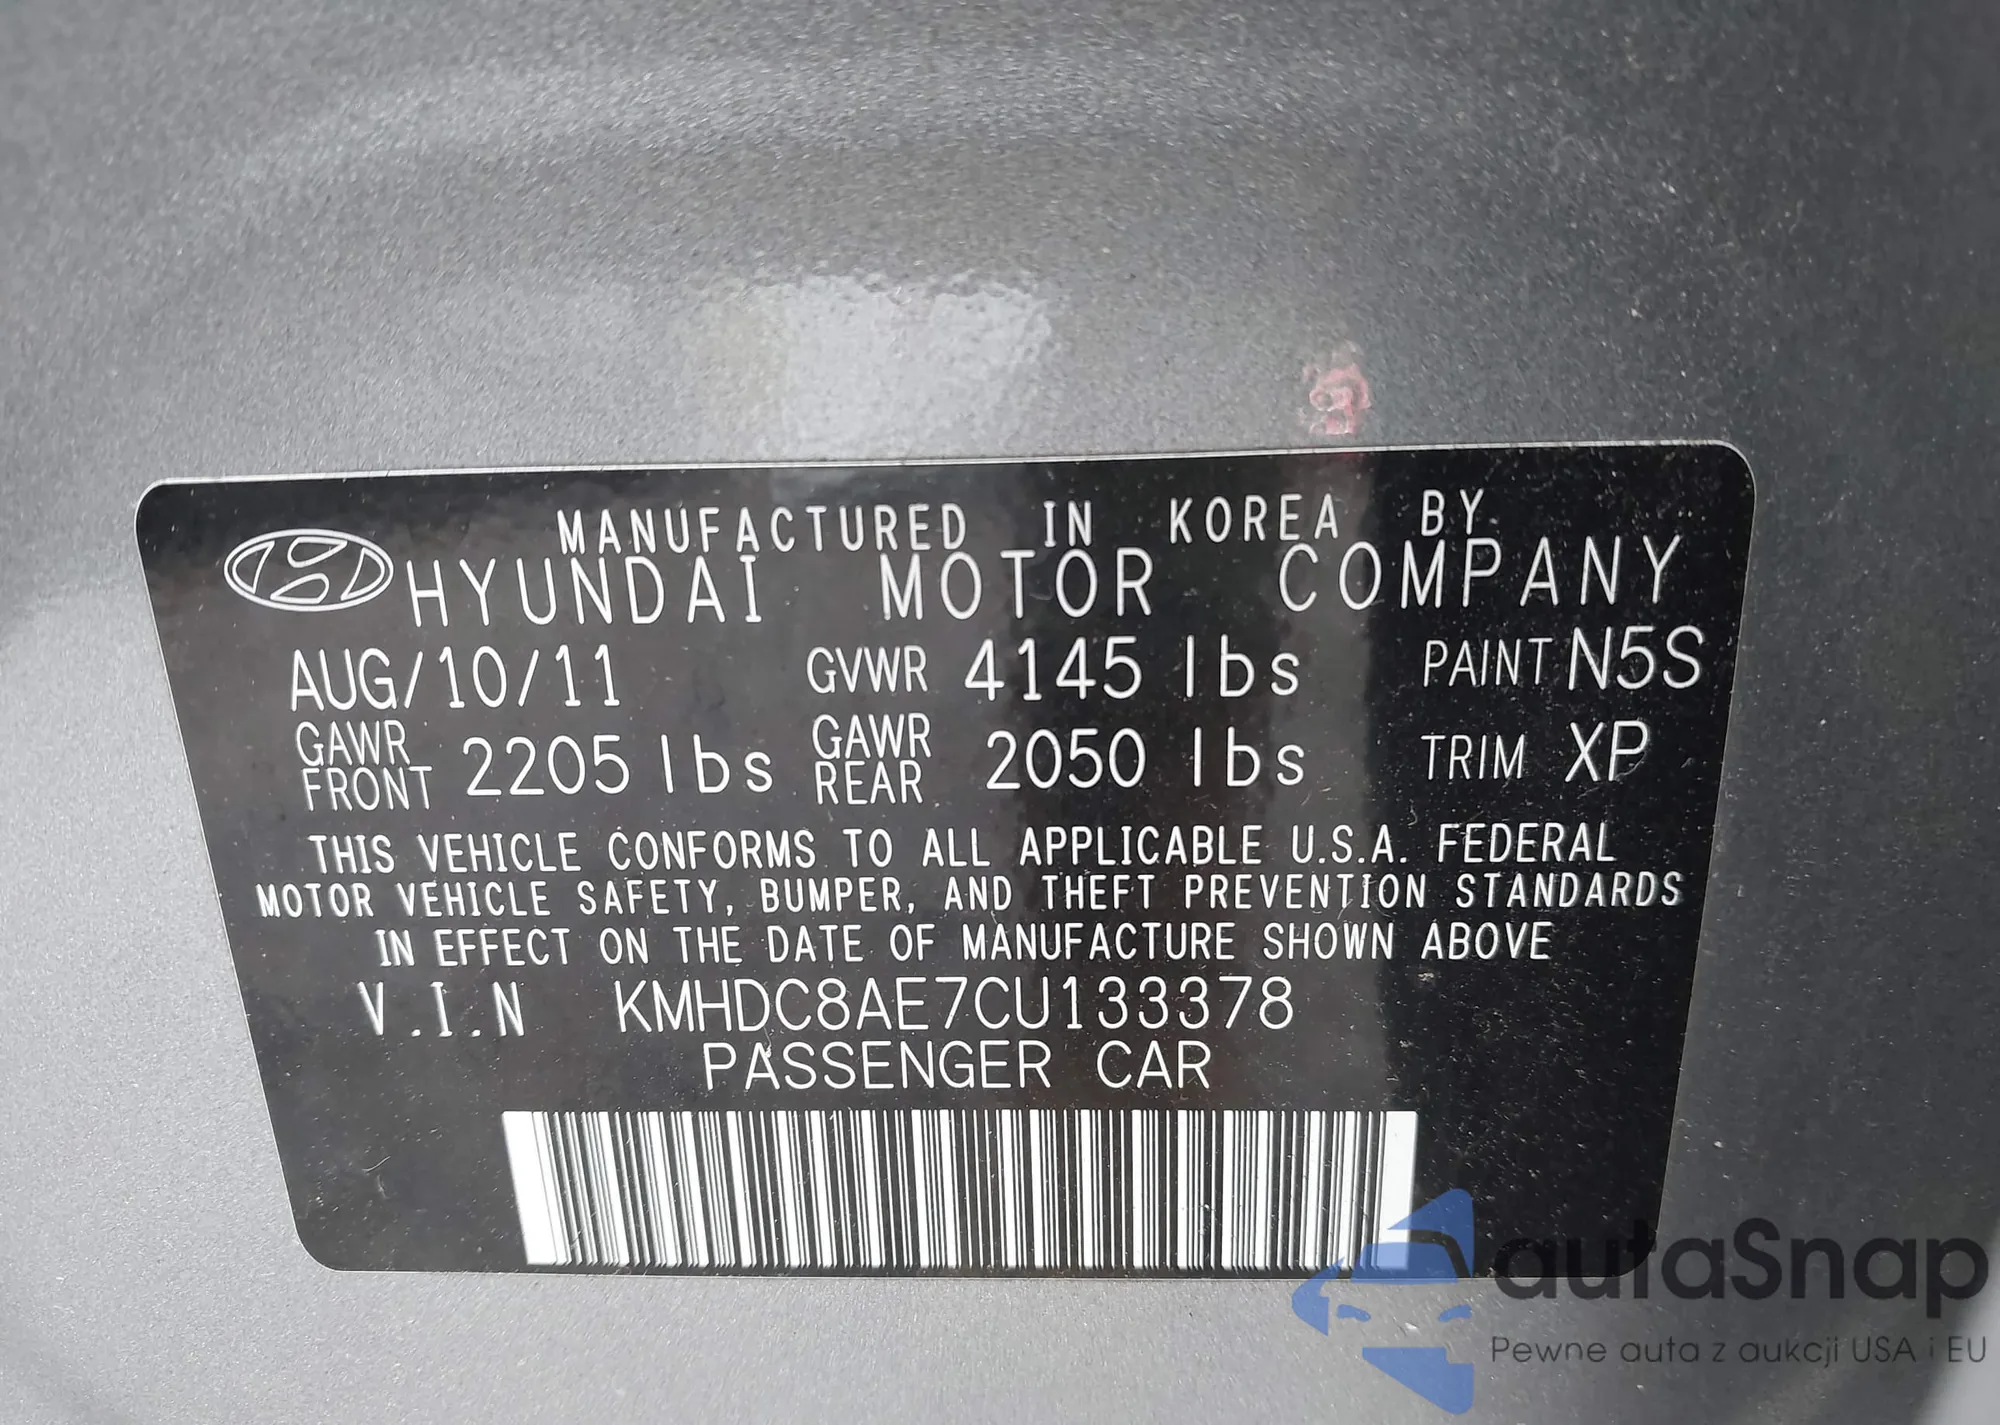 MANUFACTURED IN KOREA BY
HYUNDAI MOTOR COMPANY
AUG/10/11 GVWR 4145 lbs PAINT N5S
GAWR FRONT 2205 lbs GAWR REAR 2050 lbs TRIM XP
THIS VEHICLE CONFORMS TO ALL APPLICABLE U.S.A. FEDERAL
MOTOR VEHICLE SAFETY, BUMPER, AND THEFT PREVENTION STANDARDS
IN EFFECT ON THE DATE OF MANUFACTURE SHOWN ABOVE
V.I.N KMHDC8AE7CU133378
PASSENGER CAR
autaSnap
Pewne auta z aukcji USA i EU